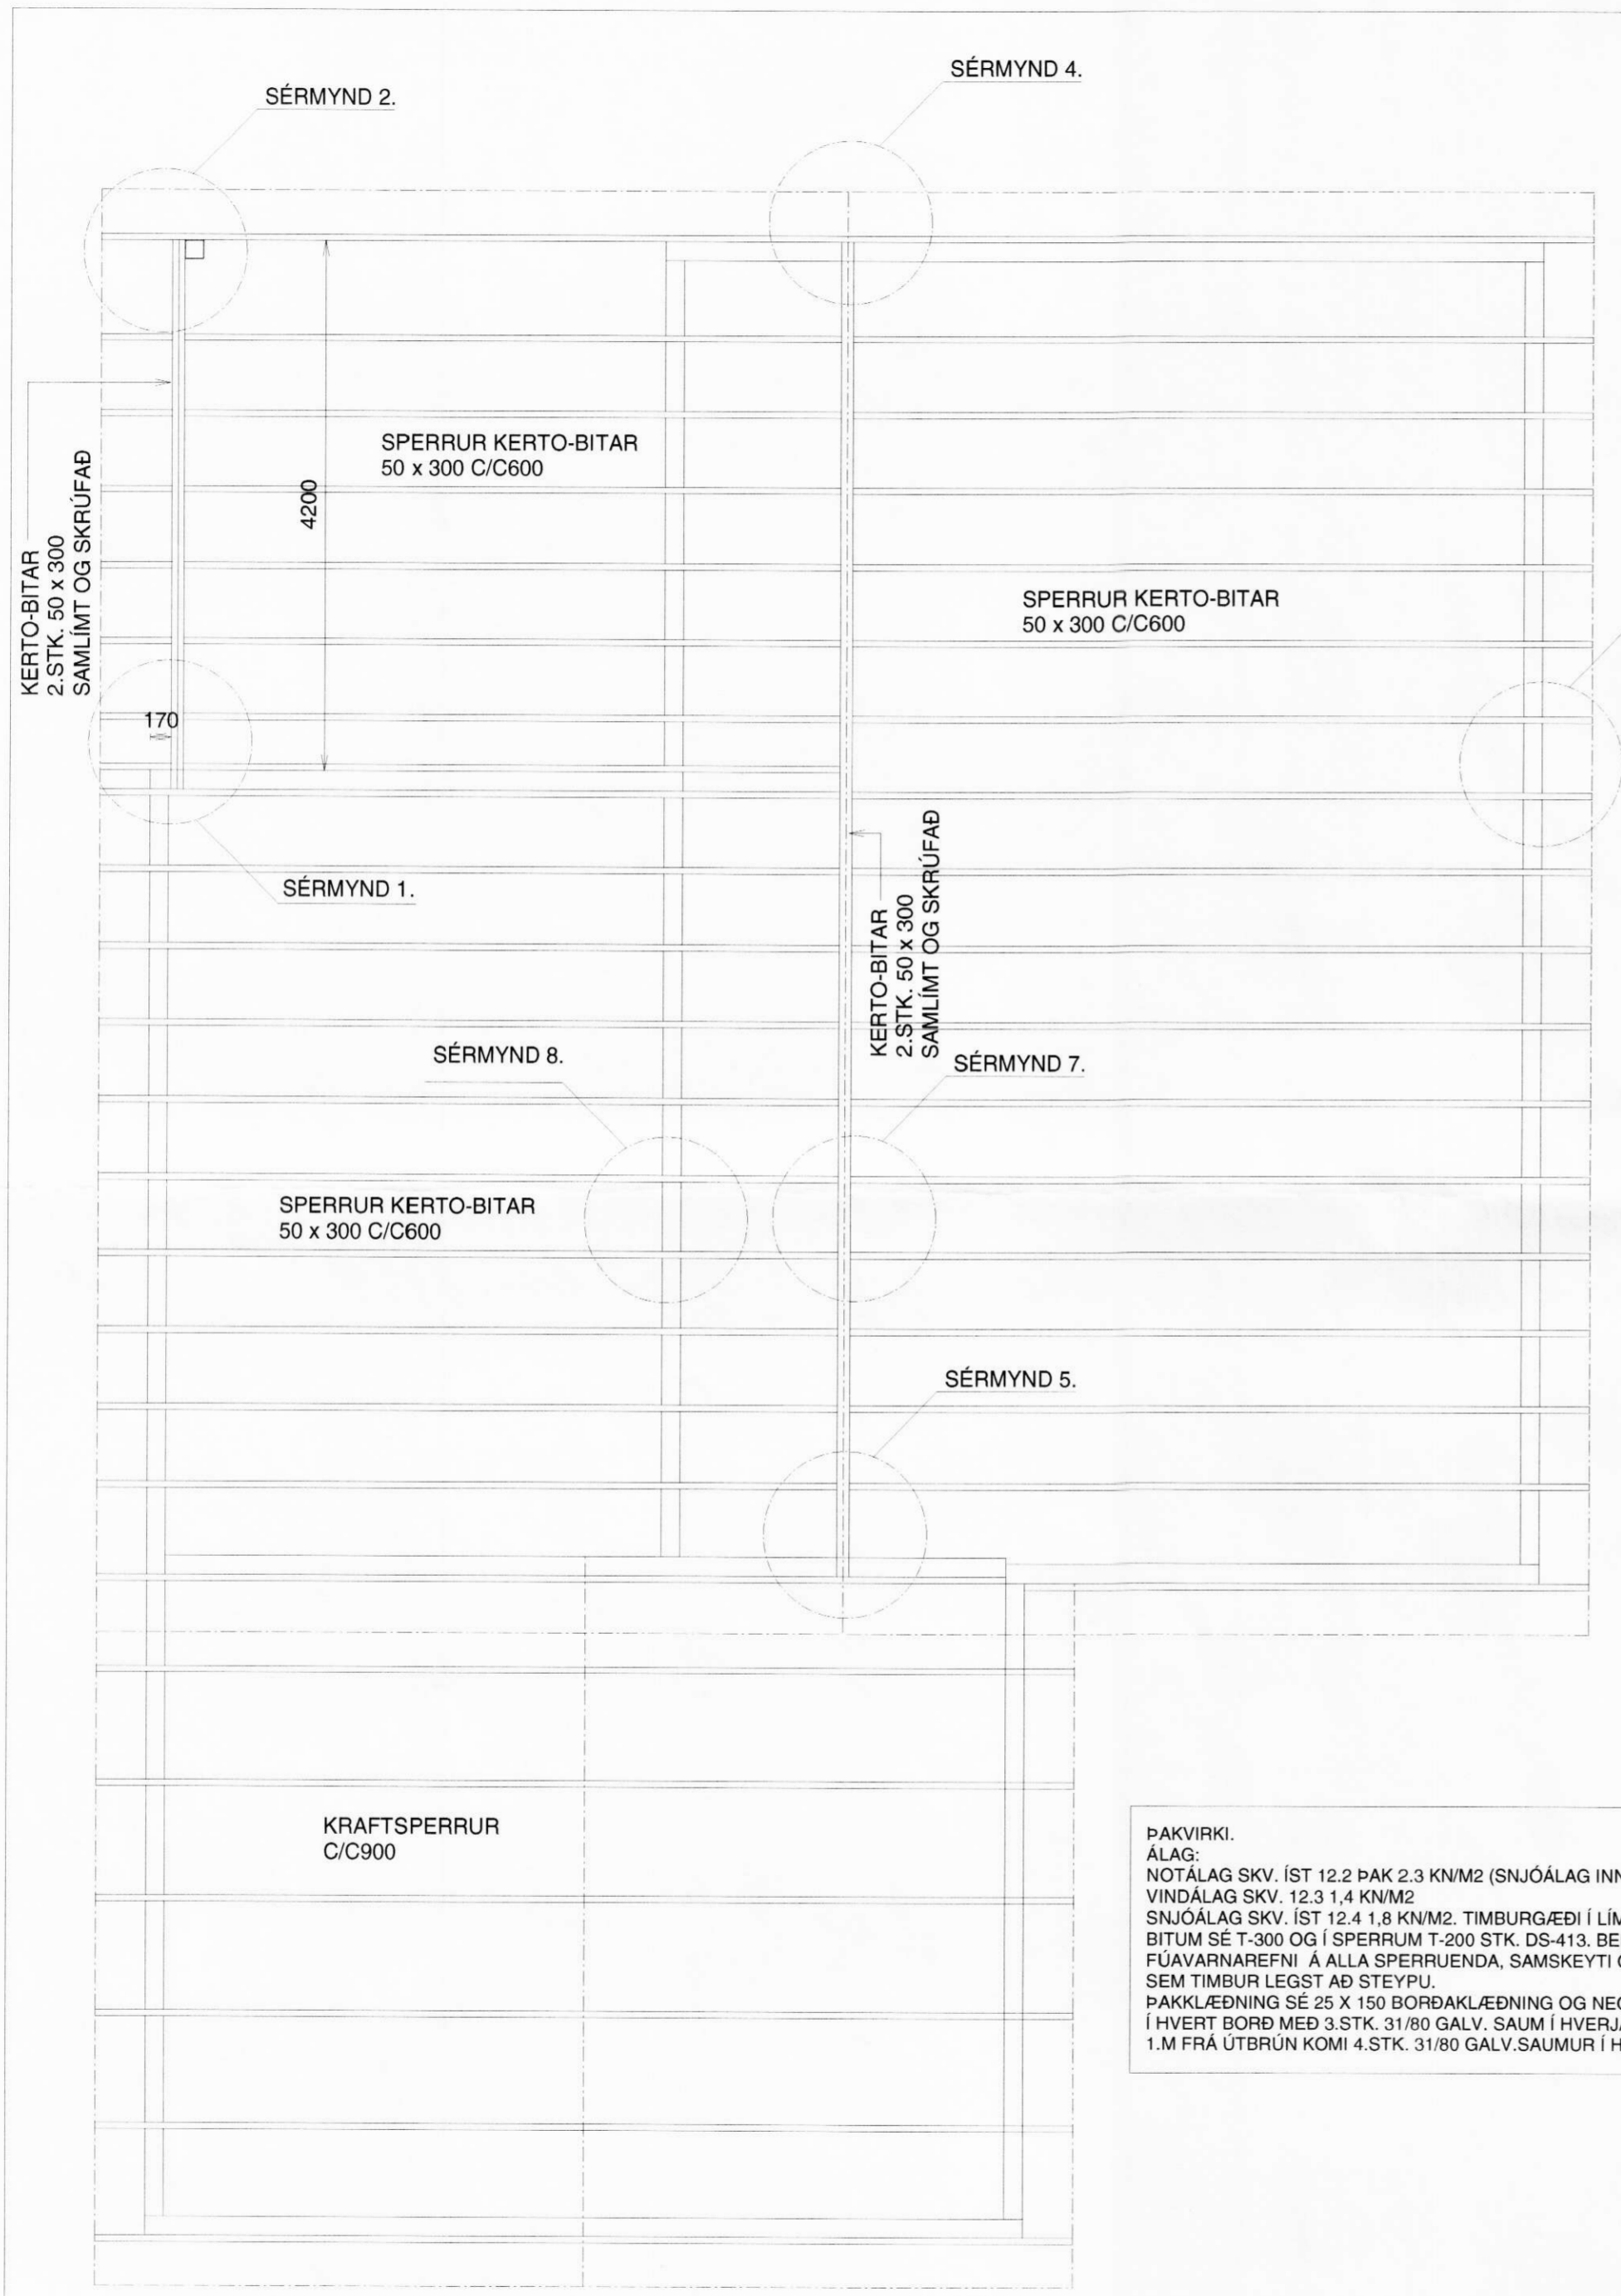 SÉRMYND 2.
SÉRMYND 4.
KERTO-BITAR
2.STK. 50 x 300
SAMLÍMT OG SKRÚFAÐ
SPERRUR KERTO-BITAR
50 x 300 C/C600
4200
SPERRUR KERTO-BITAR
50 x 300 C/C600
170
SÉRMYND 1.
KERTO-BITAR
2.STK. 50 x 300
SAMLÍMT OG SKRÚFAÐ
SÉRMYND 8.
SÉRMYND 7.
SPERRUR KERTO-BITAR
50 x 300 C/C600
SÉRMYND 5.
KRAFTSPERRUR
C/C900
ÞAKVIRKI.
ÁLAG:
NOTÁLAG SKV. ÍST 12.2 ÞAK 2.3 KN/M2 (SNJÓÁLAG INN
VINDÁLAG SKV. 12.3 1,4 KN/M2
SNJÓÁLAG SKV. ÍST 12.4 1,8 KN/M2. TIMBURGÆÐI Í LÍM
BITUM SÉ T-300 OG Í SPERRUM T-200 STK. DS-413. BE
FÚAVARNAREFNI Á ALLA SPERRUENDA, SAMSKEYTI
SEM TIMBUR LEGST AÐ STEYPU.
ÞAKKLÆÐNING SÉ 25 X 150 BORÐAKLÆÐNING OG NEG
Í HVERT BORÐ MEÐ 3.STK. 31/80 GALV. SAUM Í HVERJA
1.M FRÁ ÚTBRÚN KOMI 4.STK. 31/80 GALV.SAUMUR Í H